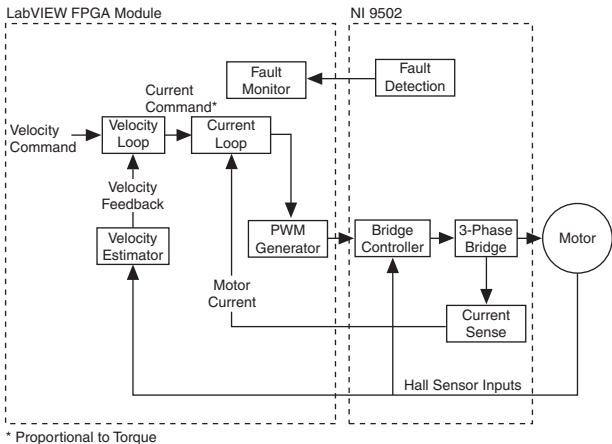 LabVIEW FPGA Module
NI 9502
Fault
Monitor
Fault
Detection
Current
Command*
Velocity
Command
Velocity
Loop
Current
Loop
Velocity
Feedback
Velocity
Estimator
PWM
Generator
Bridge
Controller
3-Phase
Bridge
Motor
Motor
Current
Current
Sense
Hall Sensor Inputs
* Proportional to Torque